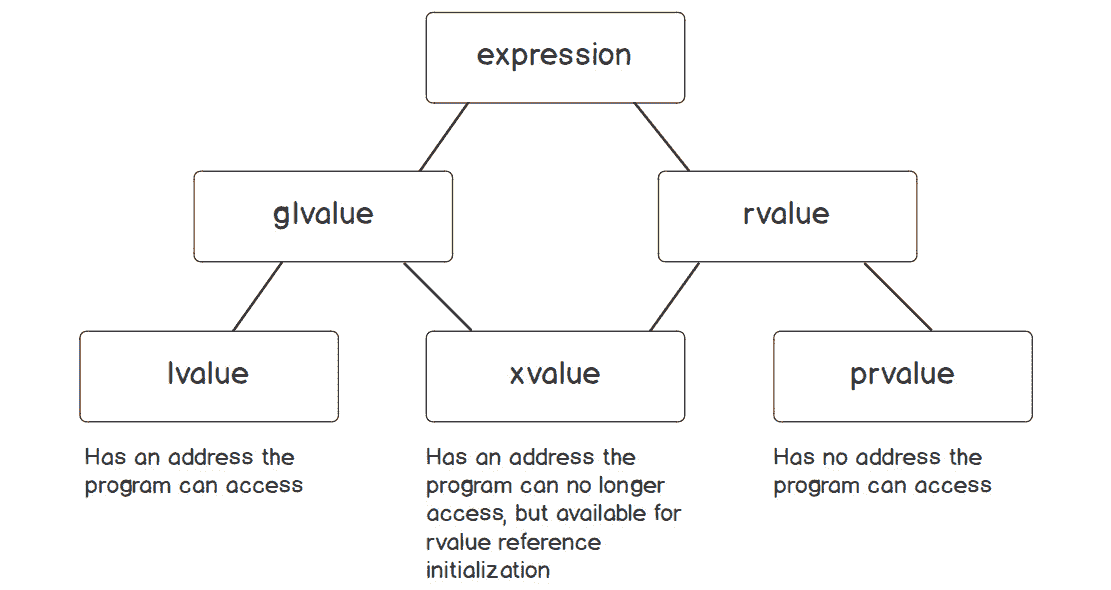 expression
glvalue
rvalue
lvalue
xvalue
prvalue
Has an address the
program can access
Has an address the
program can no longer
access, but available for
rvalue reference
initialization
Has no address the
program can access